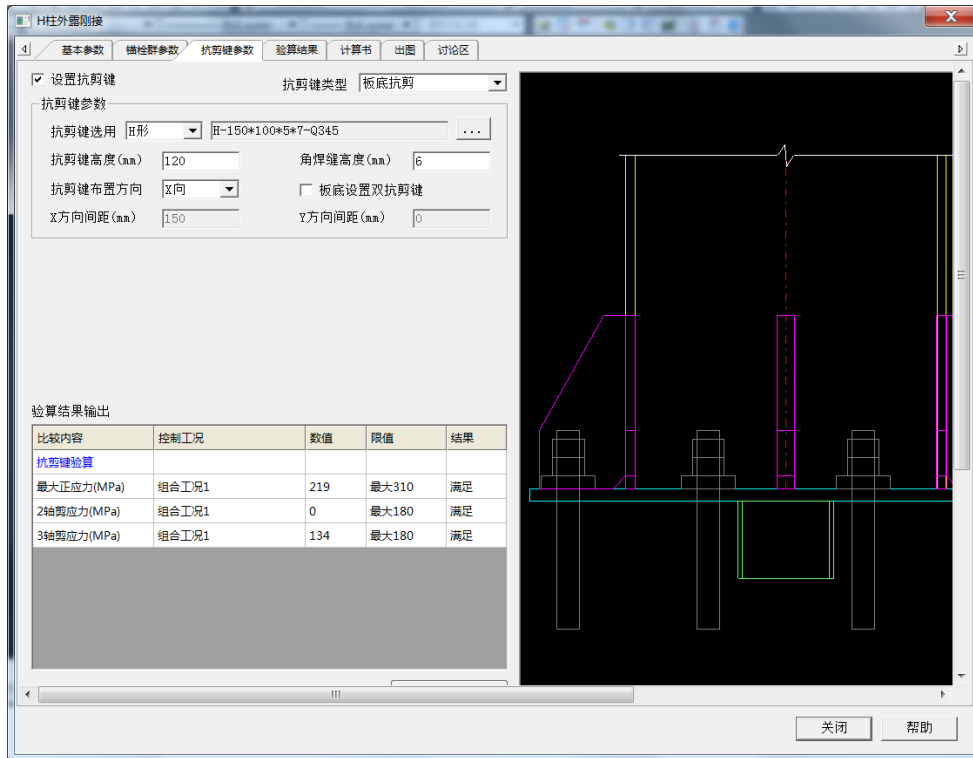 H柱外露刚接
基本参数 锚栓群参数 抗剪键参数 验算结果 计算书 出图 讨论区
设置抗剪键 抗剪键类型 板底抗剪
抗剪键参数
抗剪键选用 H形 H-150*100*5*7-Q345 ...
抗剪键高度(mm) 120 角焊缝高度(mm) 6
抗剪键布置方向 X向 板底设置双抗剪键
X方向间距(mm) 150 Y方向间距(mm) 0
验算结果输出
比较内容 控制工况 数值 限值 结果
抗剪键验算
最大正应力(MPa) 组合工况1 219 最大310 满足
2轴剪应力(MPa) 组合工况1 0 最大180 满足
3轴剪应力(MPa) 组合工况1 134 最大180 满足
关闭 帮助